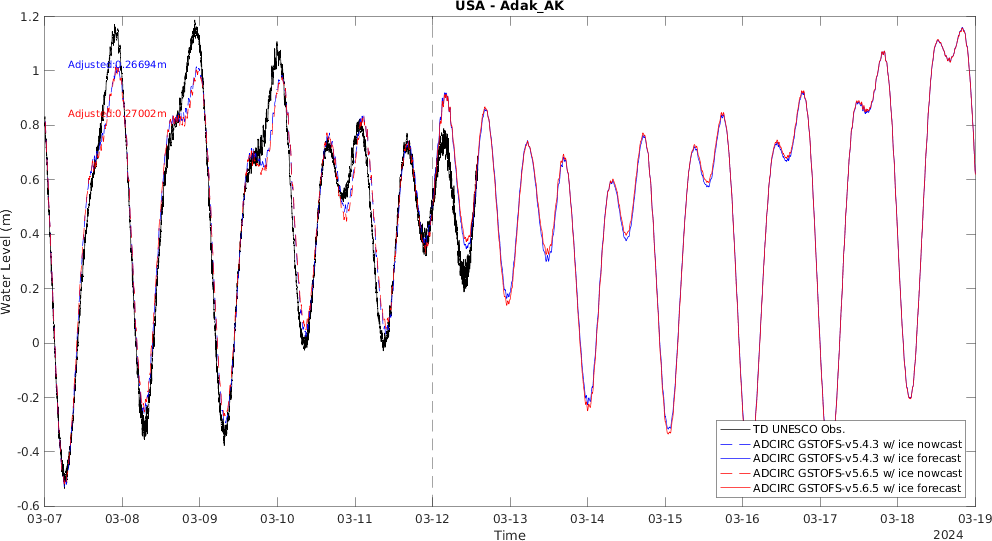 USA - Adak_AK
1.2
1
0.8
0.6
0.4
0.2
0
-0.2
-0.4
-0.6
Water Level (m)
Adjusted:0.26694m
Adjusted:0.27002m
TD UNESCO Obs.
ADCIRC GSTOFS-v5.4.3 w/ ice nowcast
ADCIRC GSTOFS-v5.4.3 w/ ice forecast
ADCIRC GSTOFS-v5.6.5 w/ ice nowcast
ADCIRC GSTOFS-v5.6.5 w/ ice forecast
03-07 03-08 03-09 03-10 03-11 03-12 03-13 03-14 03-15 03-16 03-17 03-18 03-19
Time
2024